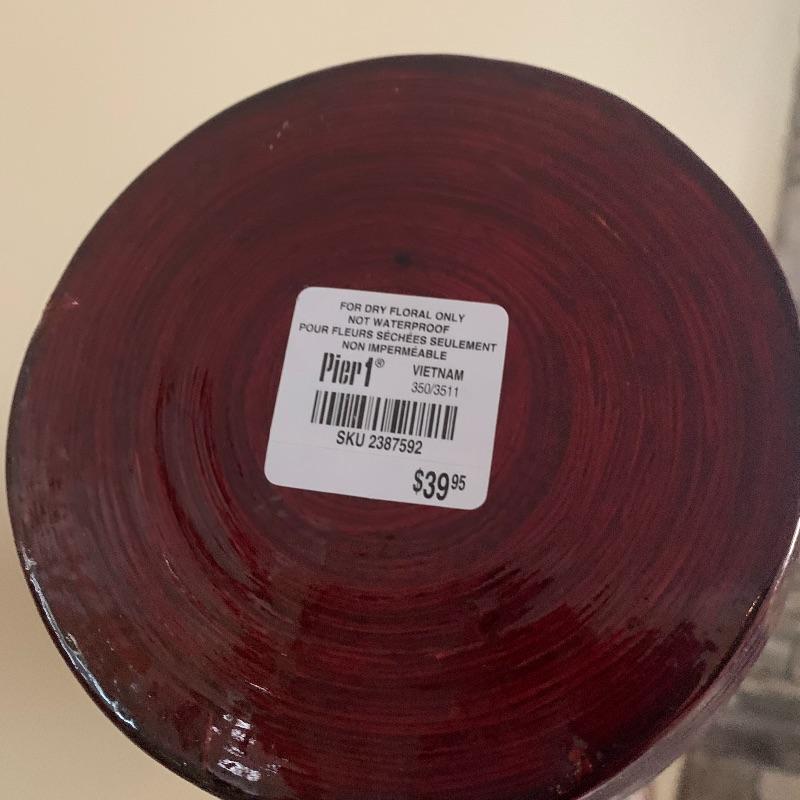 FOR DRY FLORAL ONLY
NOT WATERPROOF
POUR FLEURS SÉCHÉES SEULEMENT
NON IMPERMÉABLE
Pier1® VIETNAM
350/3511
SKU 2387592
$39.95